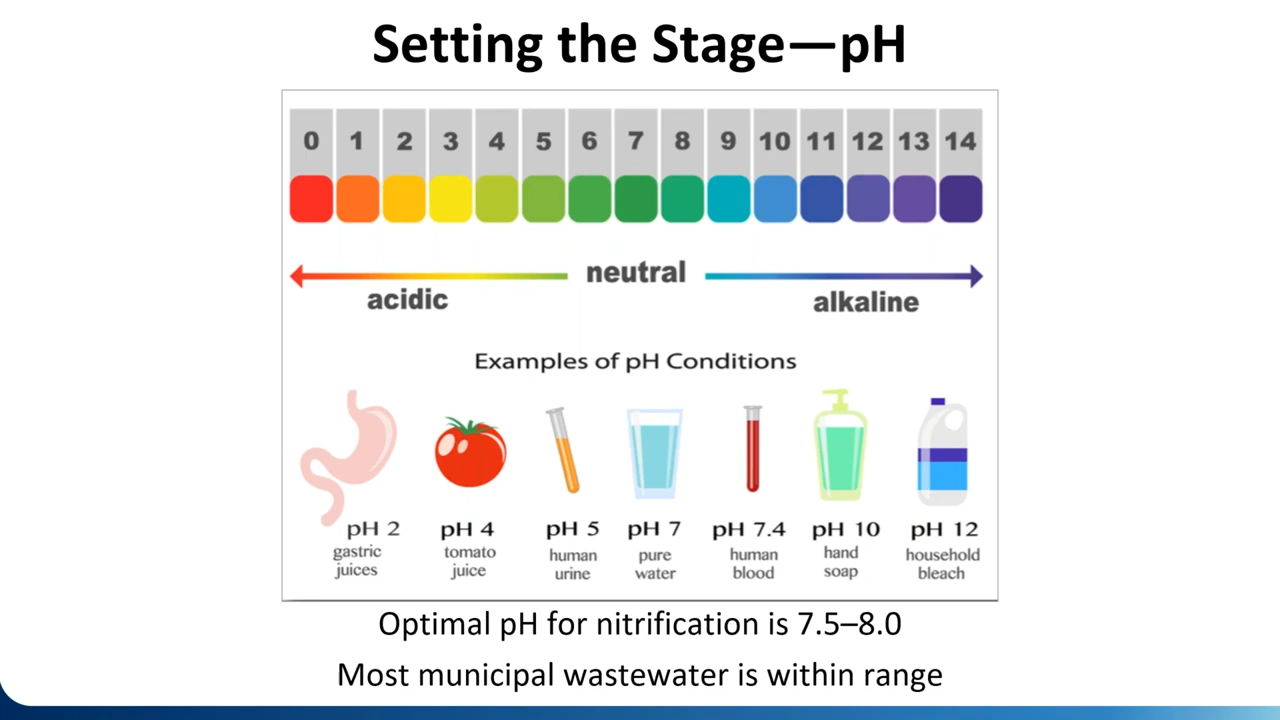 Setting the Stage—pH
0 1 2 3 4 5 6 7 8 9 10 11 12 13 14
neutral
acidic alkaline
Examples of pH Conditions
pH 2 pH 4 pH 5 pH 7 pH 7.4 pH 10 pH 12
gastric tomato human pure human hand household
juices juice urine water blood soap bleach
Optimal pH for nitrification is 7.5–8.0
Most municipal wastewater is within range